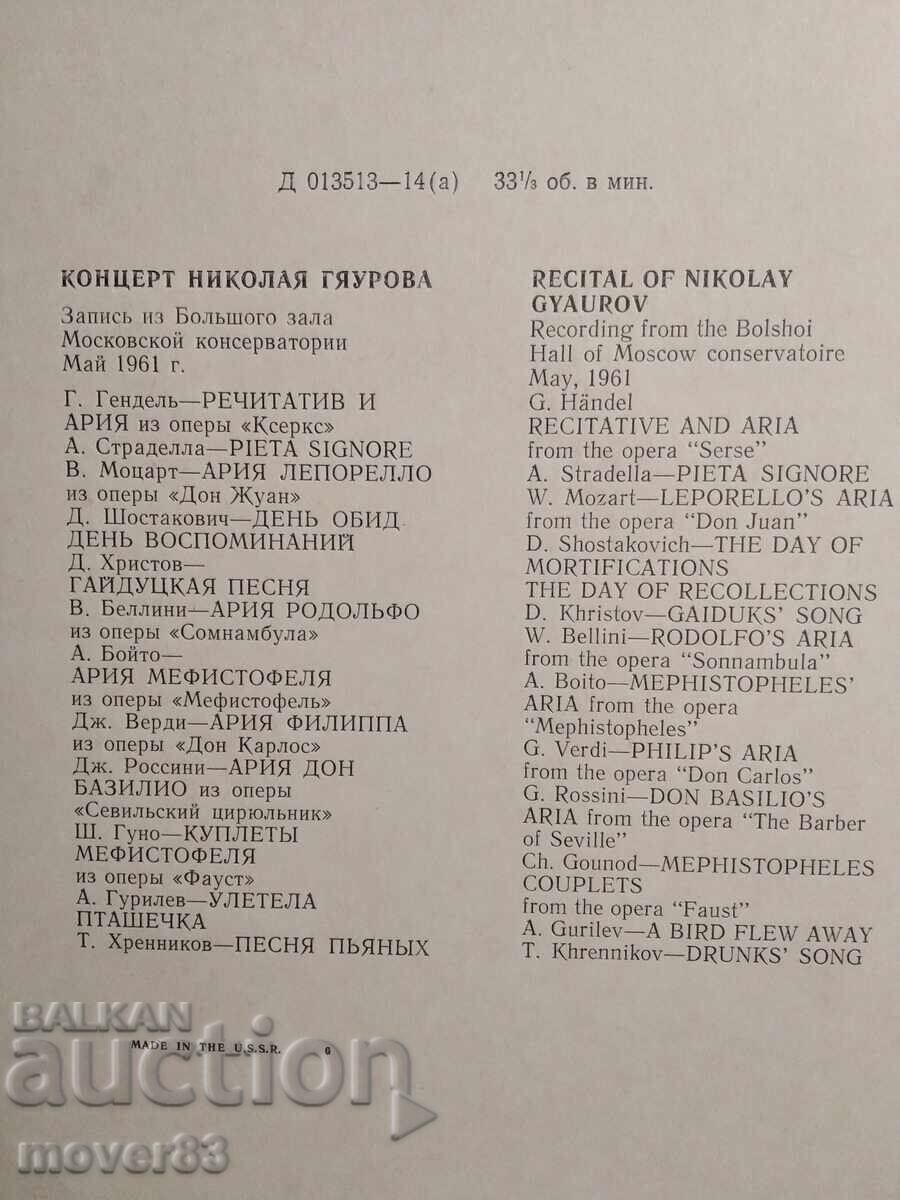 Д 013513—14(а) 33⅓ об. в мин.
КОНЦЕРТ НИКОЛАЯ ГЯУРОВА
Запись из Большого зала
Московской консерватории
Май 1961 г.
Г. Гендель—РЕЧИТАТИВ И
АРИЯ из оперы «Ксеркс»
А. Страделла—PIETA SIGNORE
В. Моцарт—АРИЯ ЛЕПОРЕЛЛО
из оперы «Дон Жуан»
Д. Шостакович—ДЕНЬ ОБИД
ДЕНЬ ВОСПОМИНАНИЙ
Д. Христов—
ГАЙДУЦКАЯ ПЕСНЯ
В. Беллини—АРИЯ РОДОЛЬФО
из оперы «Сомнамбула»
А. Бойто—
АРИЯ МЕФИСТОФЕЛЯ
из оперы «Мефистофель»
Дж. Верди—АРИЯ ФИЛИППА
из оперы «Дон Карлос»
Дж. Россини—АРИЯ ДОН
БАЗИЛИО из оперы
«Севильский цирюльник»
Ш. Гуно—КУПЛЕТЫ
МЕФИСТОФЕЛЯ
из оперы «Фауст»
А. Гурилев—УЛЕТЕЛА
ПТАШЕЧКА
Т. Хренников—ПЕСНЯ ПЬЯНЫХ
RECITAL OF NIKOLAY
GYAUROV
Recording from the Bolshoi
Hall of Moscow conservatoire
May, 1961
G. Händel
RECITATIVE AND ARIA
from the opera “Serse”
A. Stradella—PIETA SIGNORE
W. Mozart—LEPORELLO'S ARIA
from the opera “Don Juan”
D. Shostakovich—THE DAY OF
MORTIFICATIONS
THE DAY OF RECOLLECTIONS
D. Khristov—GAIDUKS' SONG
W. Bellini—RODOLFO'S ARIA
from the opera “Sonnambula”
A. Boito—MEPHISTOPHELES'
ARIA from the opera
“Mephistopheles”
G. Verdi—PHILIP'S ARIA
from the opera “Don Carlos”
G. Rossini—DON BASILIO'S
ARIA from the opera “The Barber
of Seville”
Ch. Gounod—MEPHISTOPHELES
COUPLETS
from the opera “Faust”
A. Gurilev—A BIRD FLEW AWAY
T. Khrennikov—DRUNKS' SONG
MADE IN THE U.S.S.R. 6
BALKAN
auction
mover83